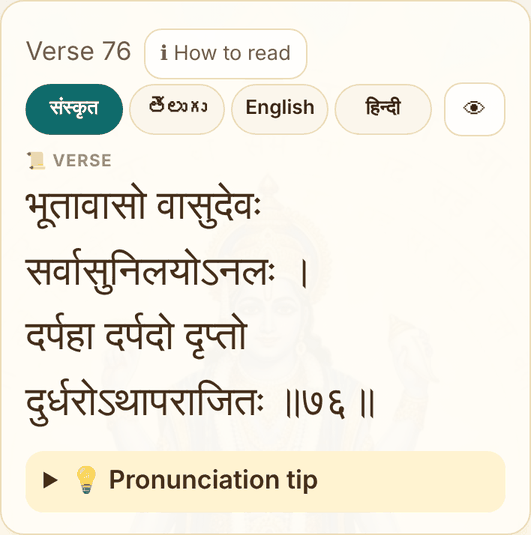 Verse 76
ℹ How to read
संस्कृत
తెలుగు
English
हिन्दी
VERSE
भूतावासो वासुदेवः
सर्वासुनिलयोऽनलः ।
दर्पहा दर्पदो दृप्तो
दुर्धरोऽथापराजितः ॥७६॥
Pronunciation tip